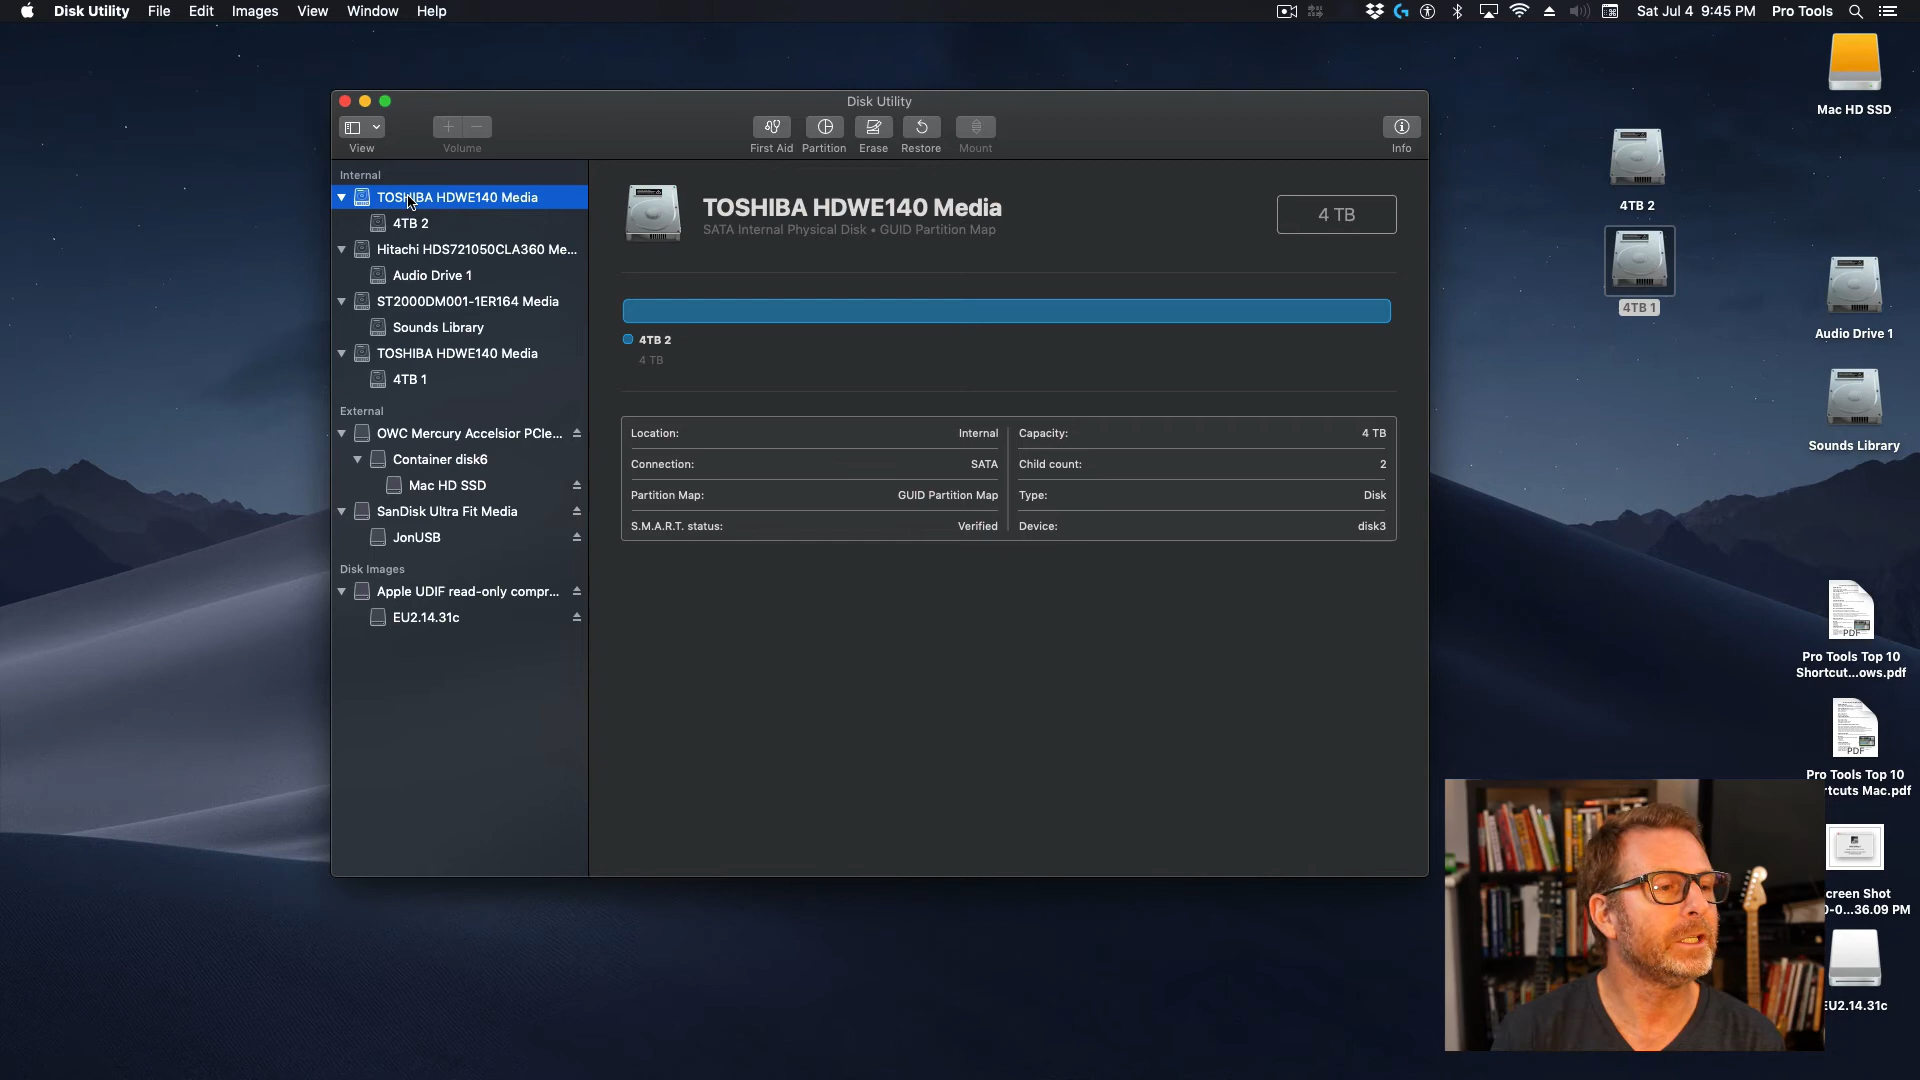 Disk Utility File Edit Images View Window Help
Sat Jul 4 9:45 PM Pro Tools
Disk Utility
View
Volume
First Aid
Partition
Erase
Restore
Mount
Info
Internal
TOSHIBA HDWE140 Media
4TB 2
Hitachi HDS721050CLA360 Me...
Audio Drive 1
ST2000DM001-1ER164 Media
Sounds Library
TOSHIBA HDWE140 Media
4TB 1
External
OWC Mercury Accelsior PCIe...
Container disk6
Mac HD SSD
SanDisk Ultra Fit Media
JonUSB
Disk Images
Apple UDIF read-only compr...
EU2.14.31c
TOSHIBA HDWE140 Media
SATA Internal Physical Disk • GUID Partition Map
4 TB
4TB 2
4 TB
Location: Internal
Connection: SATA
Partition Map: GUID Partition Map
S.M.A.R.T. status: Verified
Capacity: 4 TB
Child count: 2
Type: Disk
Device: disk3
Mac HD SSD
4TB 2
4TB 1
Audio Drive 1
Sounds Library
PDF
Pro Tools Top 10
Shortcut...ows.pdf
PDF
Pro Tools Top 10
rtcuts Mac.pdf
creen Shot
0-0...36.09 PM
EU2.14.31c